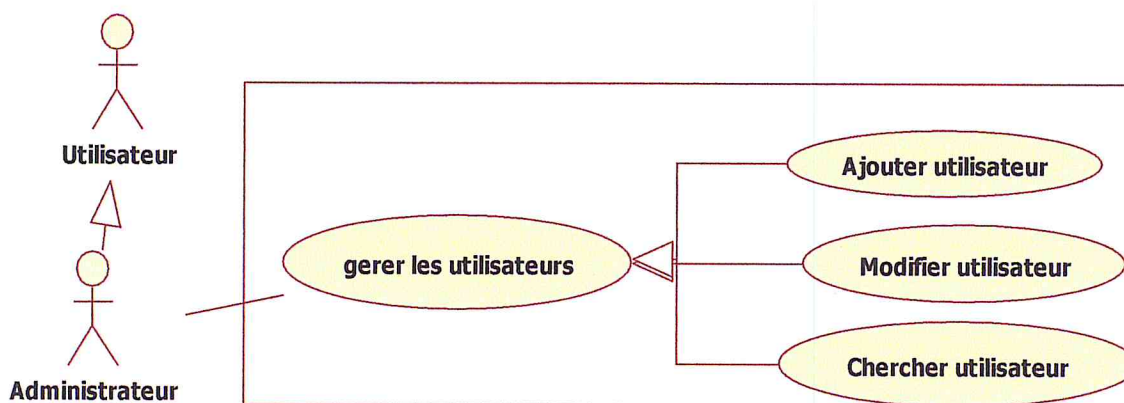 Utilisateur
Administrateur
gerer les utilisateurs
Ajouter utilisateur
Modifier utilisateur
Chercher utilisateur